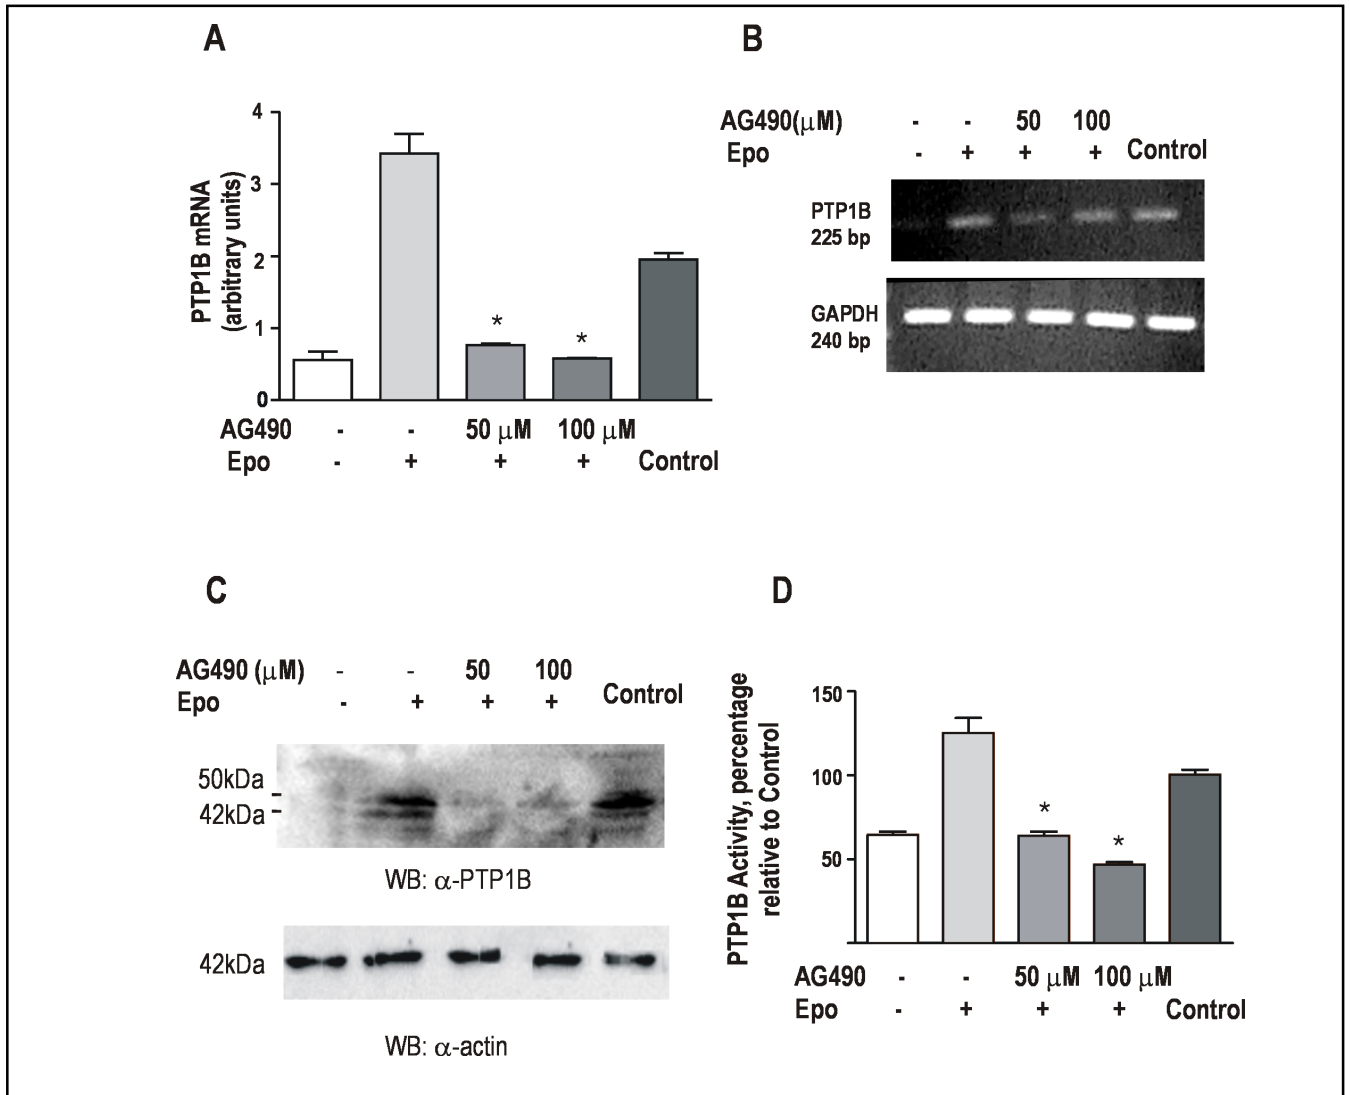 A
PTP1B mRNA
(arbitrary units)
4
3
2
1
0
*
*
AG490 - - 50 μM 100 μM
Epo - + + + Control
B
AG490(μM) - - 50 100
Epo - + + + Control
PTP1B
225 bp
GAPDH
240 bp
C
AG490 (μM) - - 50 100
Epo - + + + Control
50kDa
42kDa
WB: α-PTP1B
42kDa
WB: α-actin
D
PTP1B Activity, percentage
relative to Control
150
100
50
*
*
AG490 - - 50 μM 100 μM
Epo - + + + Control